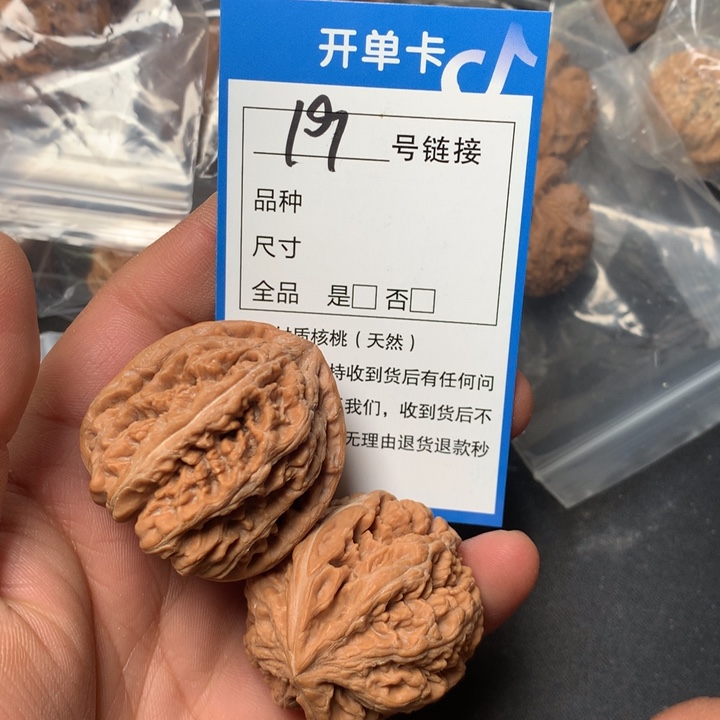 开单卡
19 号链接
品种
尺寸
全品 是□ 否□
质核桃（天然）
持收到货后有任何问
我们，收到货后不
无理由退货退款秒